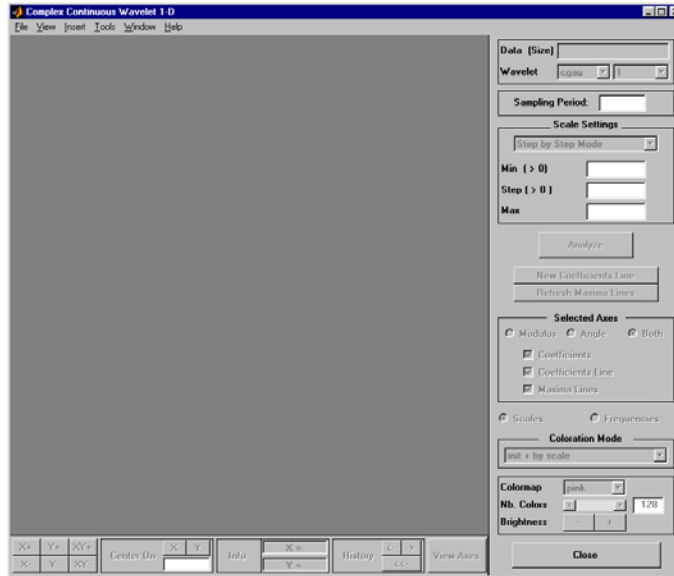 Complex Continuous Wavelet 1-D
File View Insert Tools Window Help
Data (Size)
Wavelet cgau 1
Sampling Period:
Scale Settings
Step by Step Mode
Min ( > 0)
Step ( > 0 )
Max
Analyze
New Coefficients Line
Refresh Maxima Lines
Selected Axes
Modulus Angle Both
Coefficients
Coefficients Line
Maxima Lines
Scales Frequencies
Coloration Mode
init + by scale
Colormap pink
Nb. Colors 128
Brightness - +
X+ Y+ XY+ Center On X Y Info X = History <- -> View Axes
X- Y- XY- Y = <<-
Close